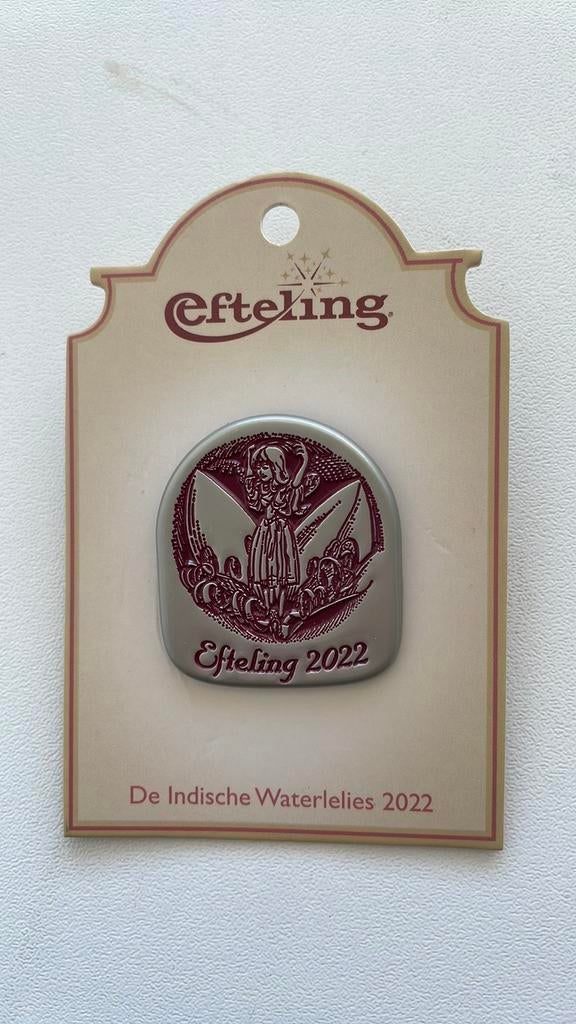 efteling®
Efteling 2022
De Indische Waterlelies 2022